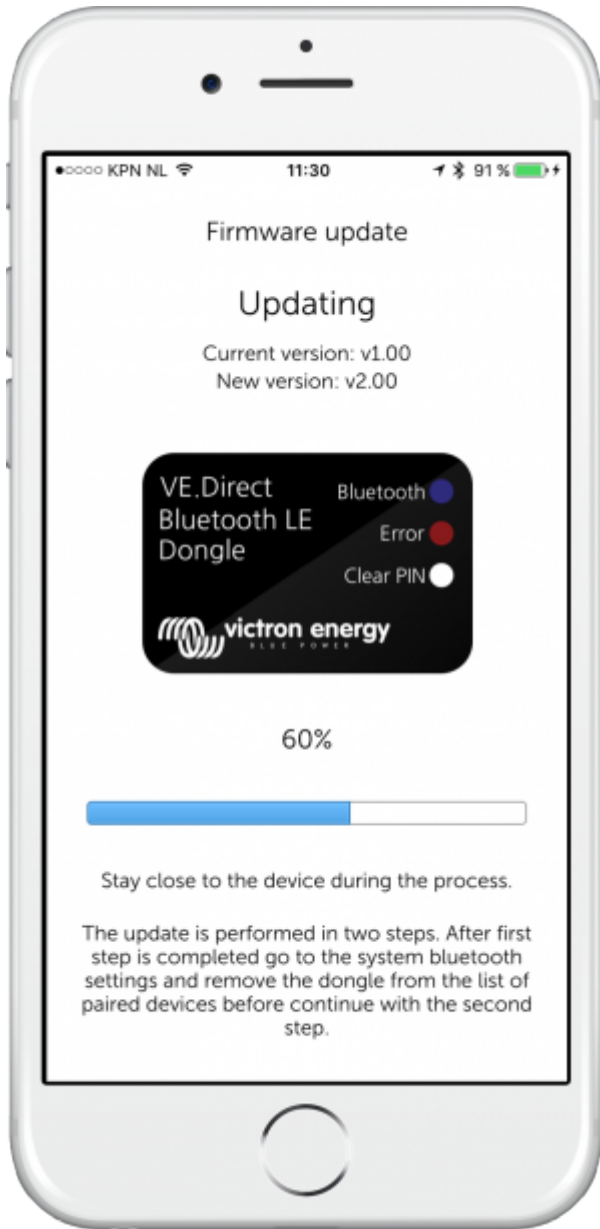 KPN NL 11:30 91 %
Firmware update
Updating
Current version: v1.00
New version: v2.00
VE.Direct
Bluetooth LE
Dongle
Bluetooth
Error
Clear PIN
victron energy
BLUE POWER
60%
Stay close to the device during the process.
The update is performed in two steps. After first
step is completed go to the system bluetooth
settings and remove the dongle from the list of
paired devices before continue with the second
step.